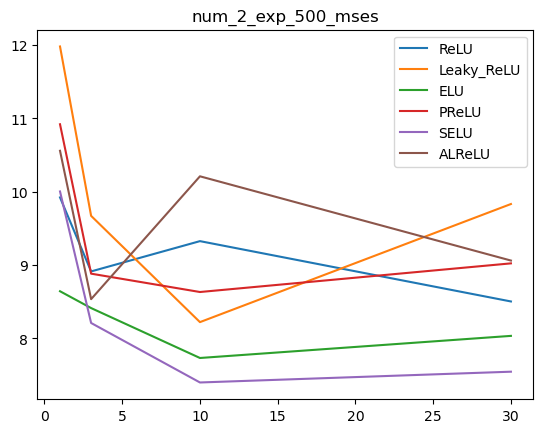 num_2_exp_500_mses
12
11
10
9
8
0
5
10
15
20
25
30
ReLU
Leaky_ReLU
ELU
PReLU
SELU
ALReLU